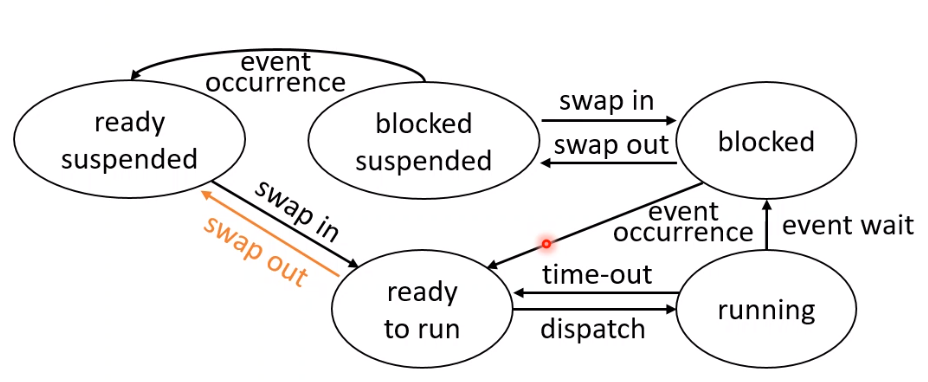 event
occurrence
ready
suspended
blocked
suspended
swap in
swap out
blocked
swap in
swap out
event
occurrence
event wait
ready
to run
time-out
dispatch
running